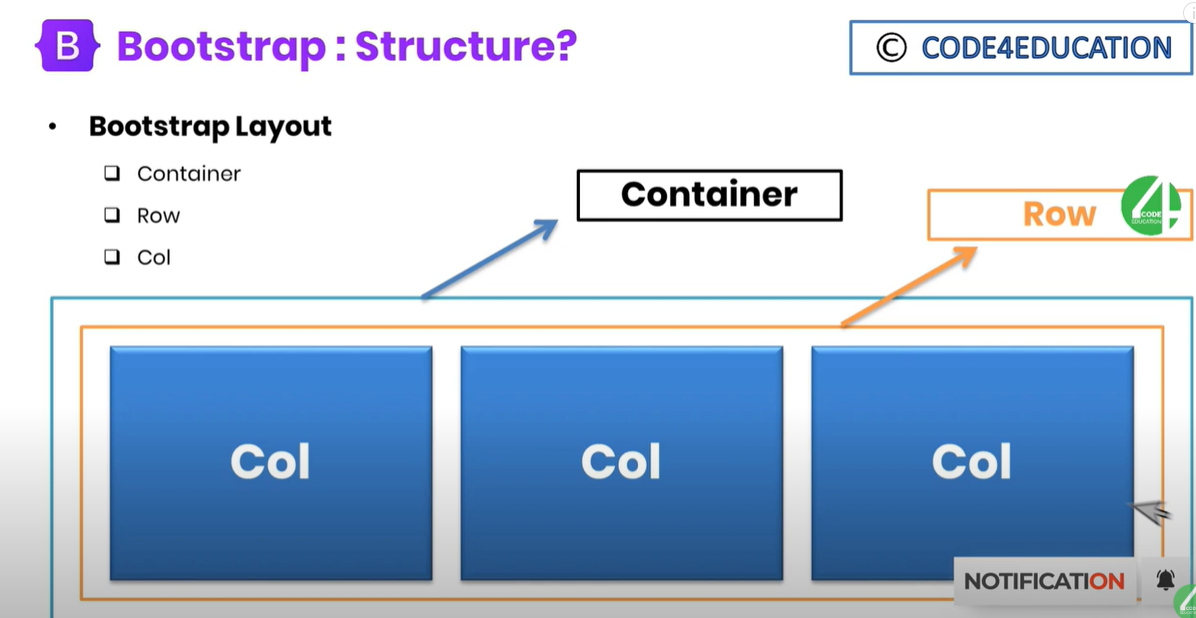 B Bootstrap : Structure?
© CODE4EDUCATION
• Bootstrap Layout
❑ Container
❑ Row
❑ Col
Container
Row
4 CODE
EDUCATION
Col Col Col
NOTIFICATION